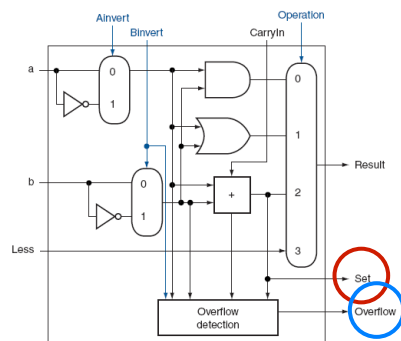 Ainvert
Operation
Binvert
CarryIn
a
0
1
0
1
Result
b
0
1
+
2
Less
3
Set
Overflow
Overflow
detection